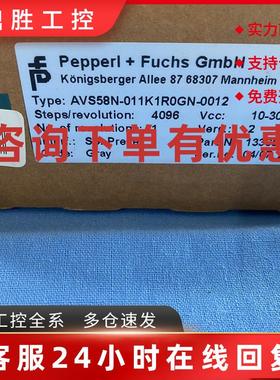 鼎胜工控
实力
支持
免费
Pepperl + Fuchs GmbH
Königsberger Allee 87 68307 Mannheim
Type: AVS58N-011K1R0GN-0012
Steps/revolution: 4096 Vcc: 10-30
咨询下单有优惠
Gray
工控全系 多仓速发
客服24小时在线回复